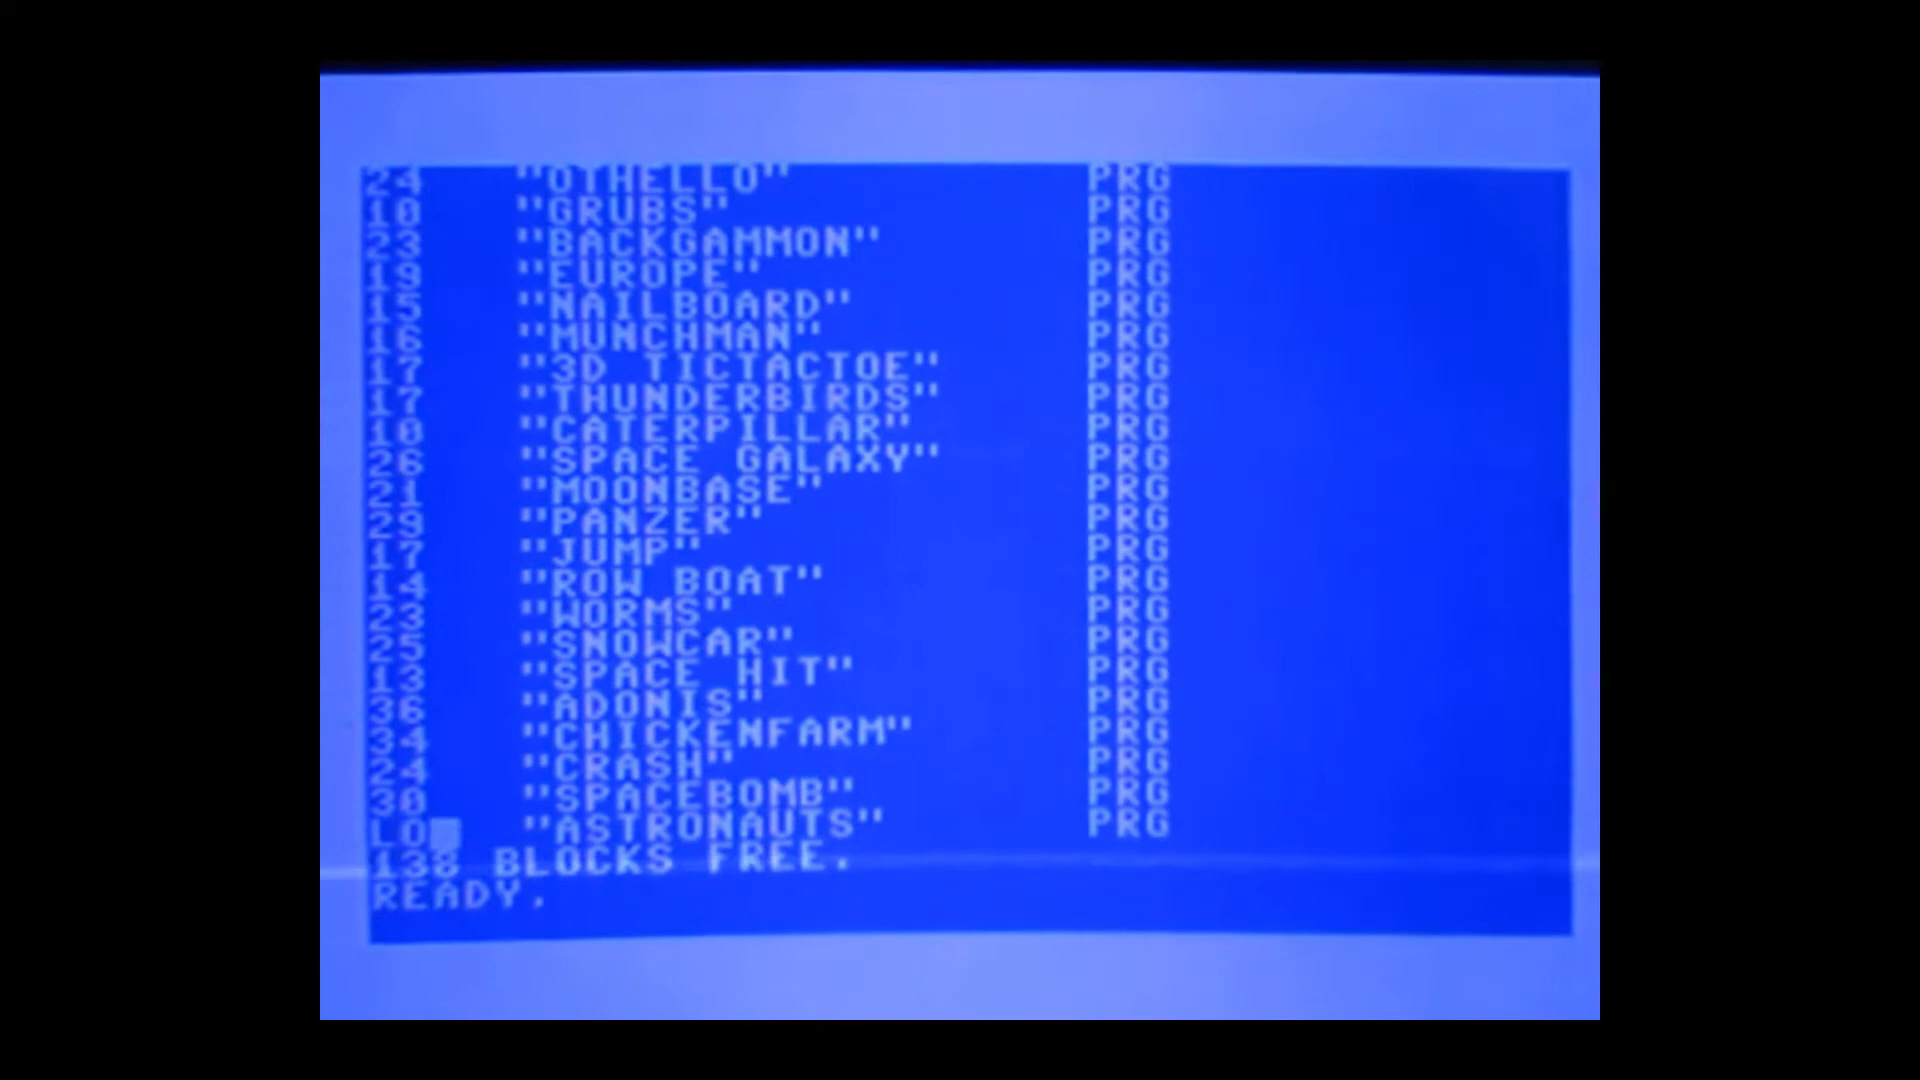 24 "OTHELLO" PRG
10 "GRUBS" PRG
23 "BACKGAMMON" PRG
19 "EUROPE" PRG
15 "NAILBOARD" PRG
16 "MUNCHMAN" PRG
17 "3D TICTACTOE" PRG
17 "THUNDERBIRDS" PRG
10 "CATERPILLAR" PRG
26 "SPACE GALAXY" PRG
21 "MOONBASE" PRG
29 "PANZER" PRG
17 "JUMP" PRG
14 "ROW BOAT" PRG
23 "WORMS" PRG
25 "SNOWCAR" PRG
13 "SPACE HIT" PRG
36 "ADONIS" PRG
34 "CHICKENFARM" PRG
24 "CRASH" PRG
30 "SPACEBOMB" PRG
LO "ASTRONAUTS" PRG
138 BLOCKS FREE.
READY.